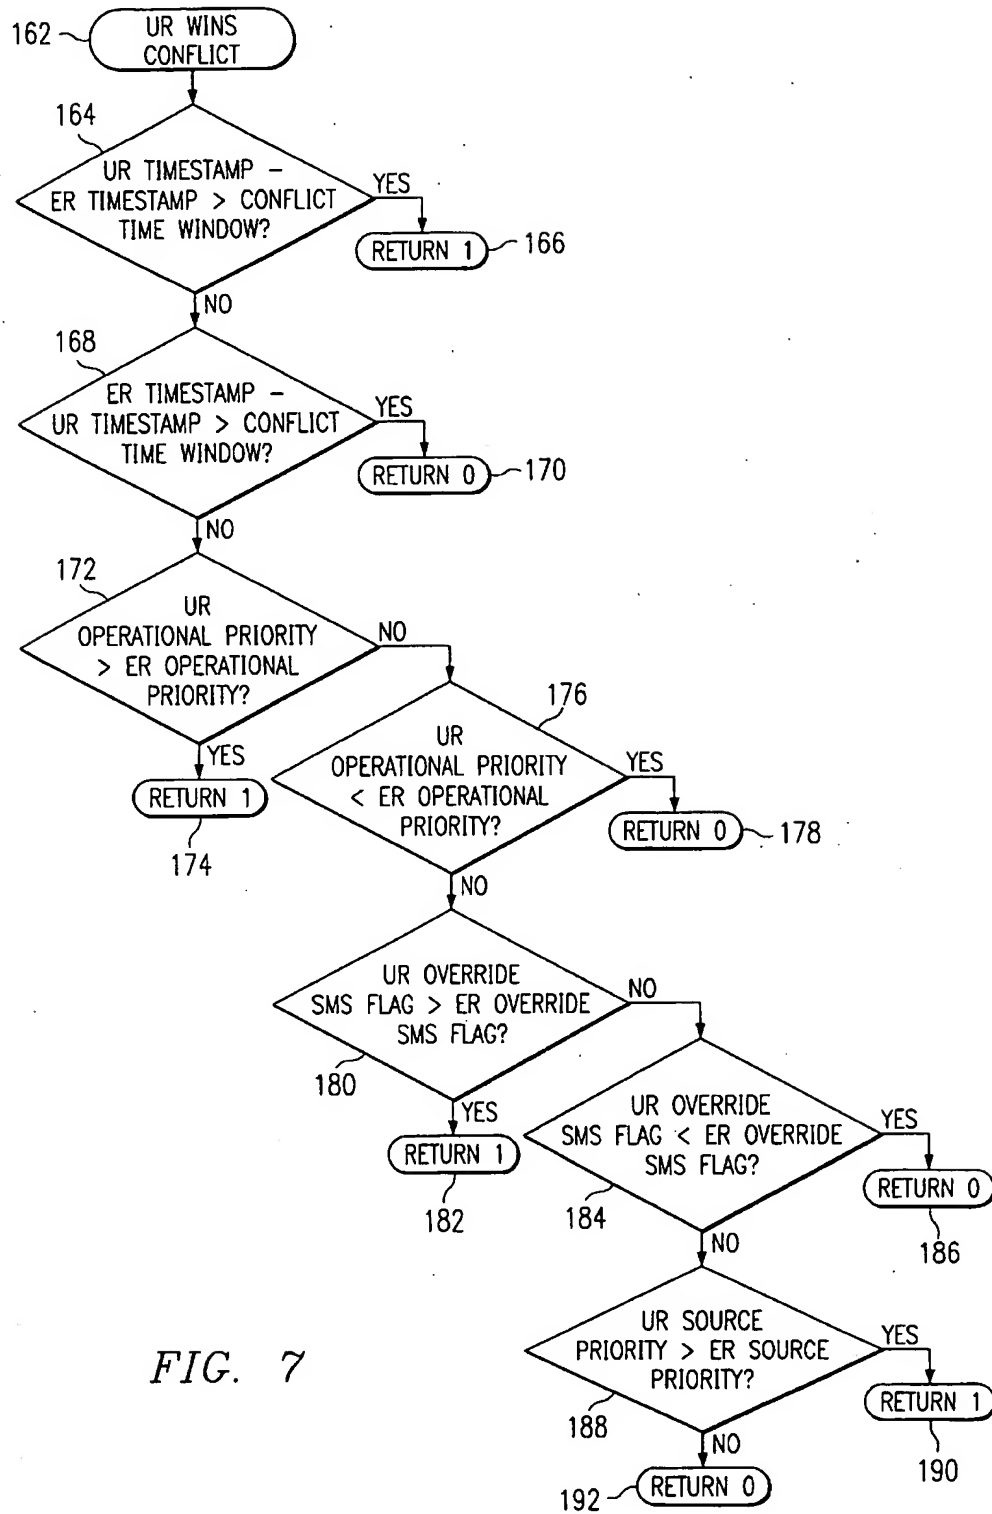 162
UR WINS
CONFLICT
164
UR TIMESTAMP –
ER TIMESTAMP > CONFLICT
TIME WINDOW?
YES
RETURN 1
166
NO
168
ER TIMESTAMP –
UR TIMESTAMP > CONFLICT
TIME WINDOW?
YES
RETURN 0
170
NO
172
UR
OPERATIONAL PRIORITY
> ER OPERATIONAL
PRIORITY?
NO
YES
RETURN 1
174
176
UR
OPERATIONAL PRIORITY
< ER OPERATIONAL
PRIORITY?
YES
RETURN 0
178
NO
UR OVERRIDE
SMS FLAG > ER OVERRIDE
SMS FLAG?
NO
180
YES
RETURN 1
182
UR OVERRIDE
SMS FLAG < ER OVERRIDE
SMS FLAG?
YES
184
RETURN 0
186
NO
UR SOURCE
PRIORITY > ER SOURCE
PRIORITY?
YES
188
RETURN 1
190
NO
192
RETURN 0
FIG. 7